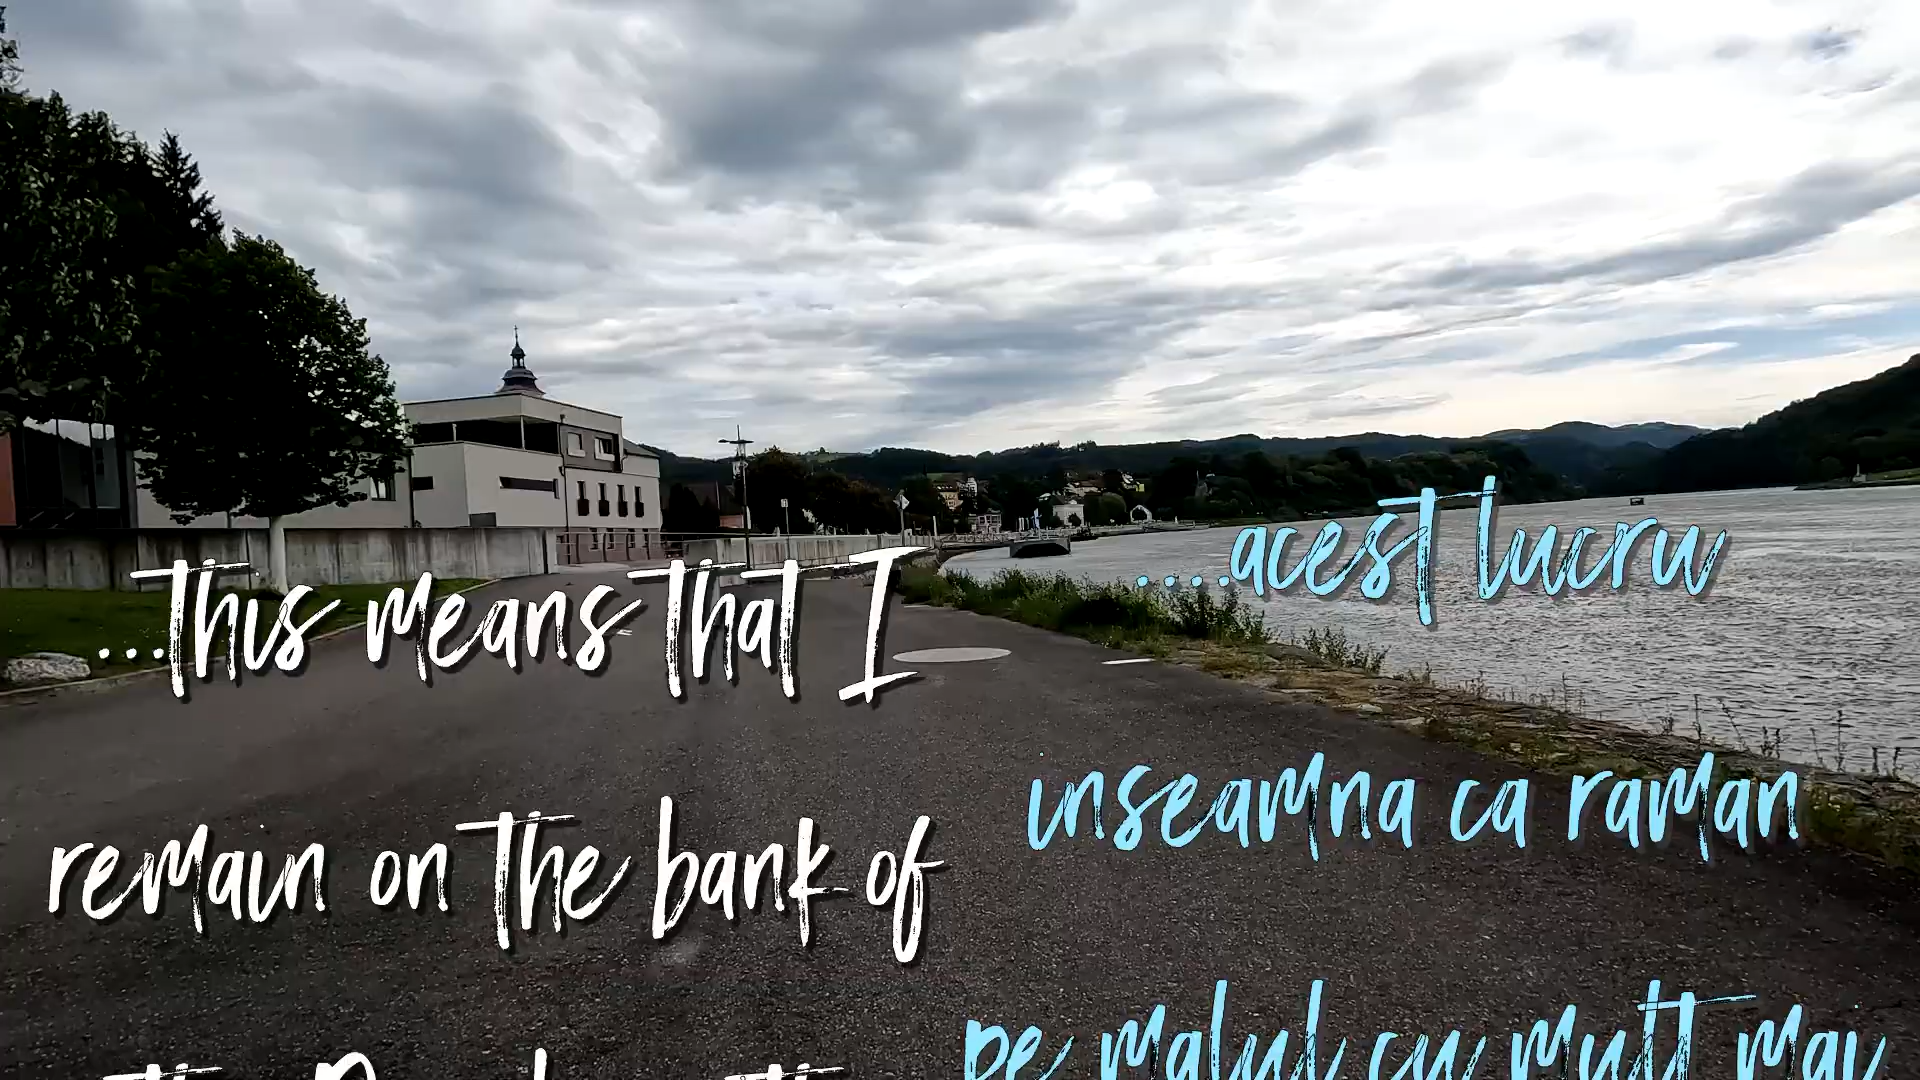 ...this means that I
remain on the bank of
....acest lucru
inseamna ca raman
pe malul cu mult mai